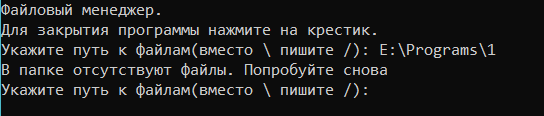 Файловый менеджер.
Для закрытия программы нажмите на крестик.
Укажите путь к файлам(вместо \ пишите /): E:\Programs\1
В папке отсутствуют файлы. Попробуйте снова
Укажите путь к файлам(вместо \ пишите /):